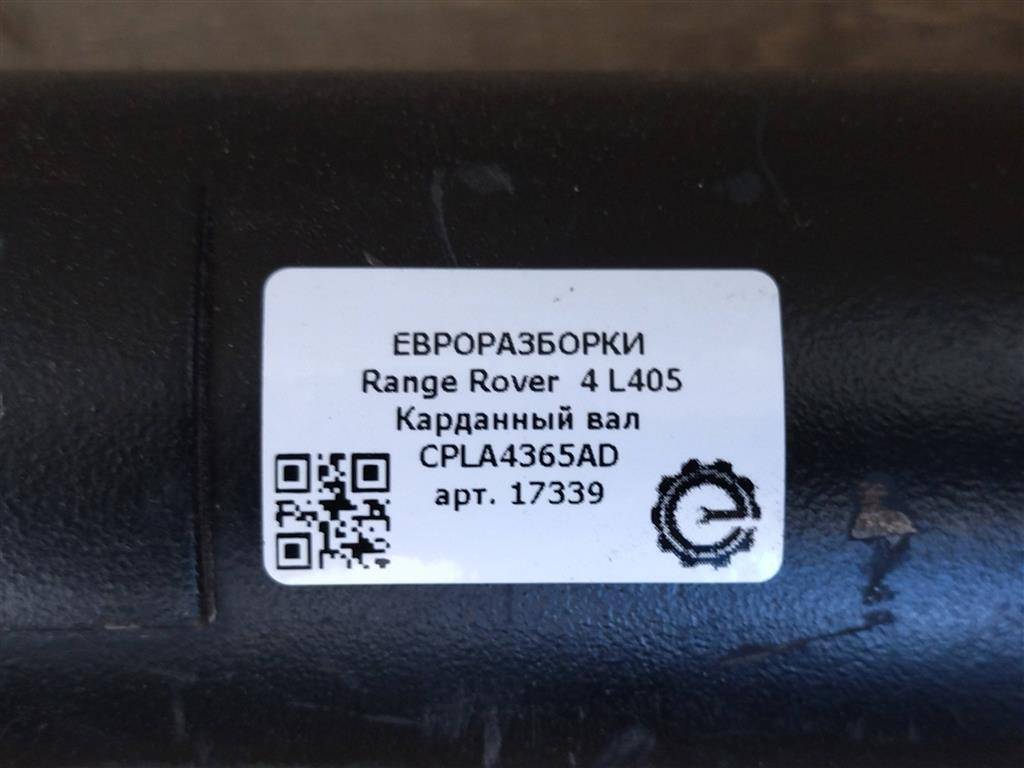 ЕВРОРАЗБОРКИ
Range Rover 4 L405
Карданный вал
CPLA4365AD
арт. 17339